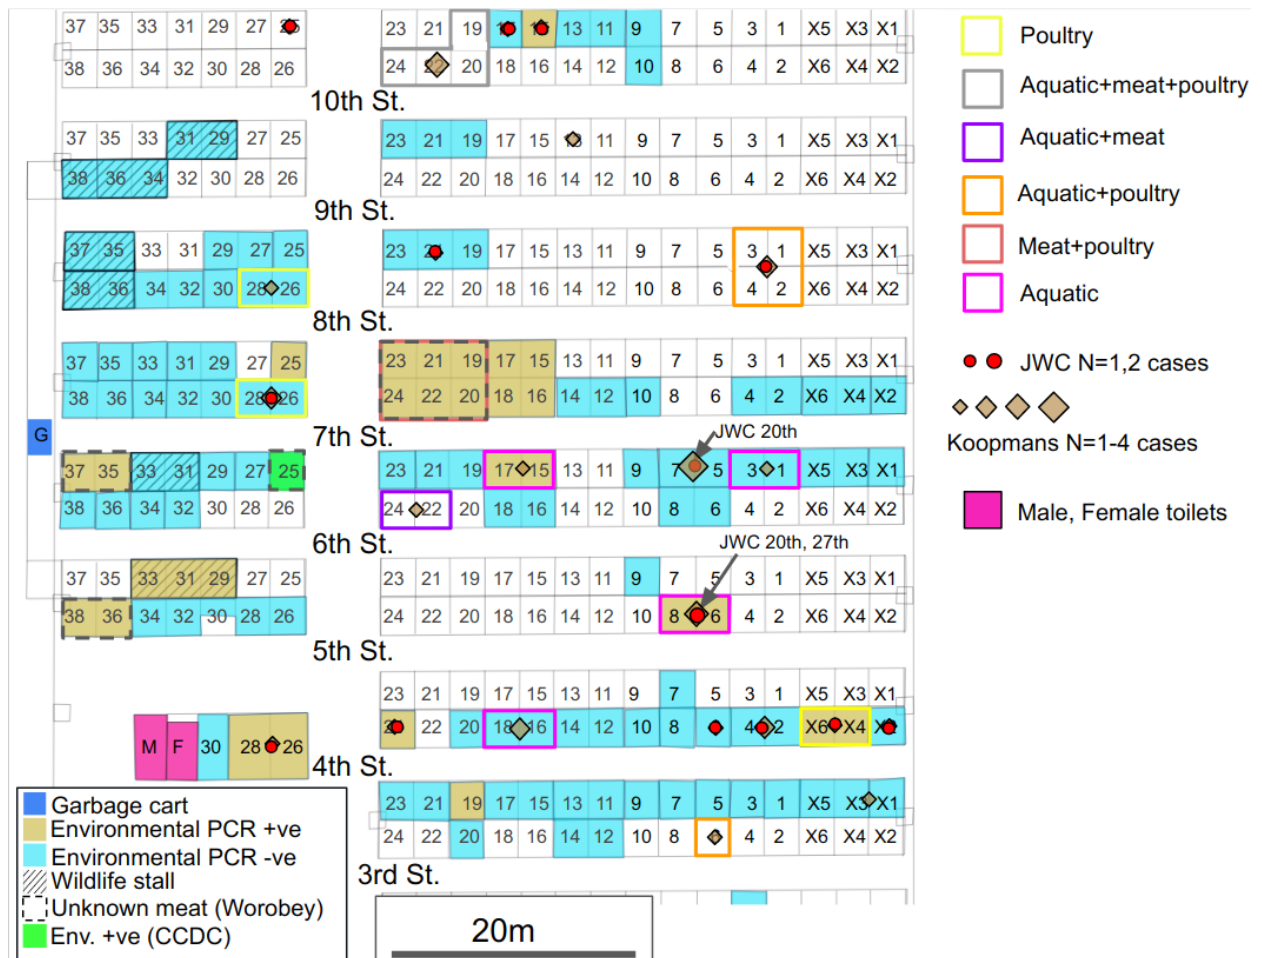 37 35 33 31 29 27 23 21 19 13 11 9 7 5 3 1 X5 X3 X1
38 36 34 32 30 28 26 24 20 18 16 14 12 10 8 6 4 2 X6 X4 X2
10th St.
37 35 33 31 29 27 25 23 21 19 17 15 11 9 7 5 3 1 X5 X3 X1
38 36 34 32 30 28 26 24 22 20 18 16 14 12 10 8 6 4 2 X6 X4 X2
9th St.
37 35 33 31 29 27 25 23 19 17 15 13 11 9 7 5 3 1 X5 X3 X1
38 36 34 32 30 28 26 24 22 20 18 16 14 12 10 8 6 4 2 X6 X4 X2
8th St.
37 35 33 31 29 27 25 23 21 19 17 15 13 11 9 7 5 3 1 X5 X3 X1
38 36 34 32 30 28 26 24 22 20 18 16 14 12 10 8 6 4 2 X6 X4 X2
G
7th St.
JWC 20th
37 35 33 31 29 27 25 23 21 19 17 15 13 11 9 7 5 3 1 X5 X3 X1
38 36 34 32 30 28 26 24 22 20 18 16 14 12 10 8 6 4 2 X6 X4 X2
6th St.
JWC 20th, 27th
37 35 33 31 29 27 25 23 21 19 17 15 13 11 9 7 5 3 1 X5 X3 X1
38 36 34 32 30 28 26 24 22 20 18 16 14 12 10 8 6 4 2 X6 X4 X2
5th St.
23 21 19 17 15 13 11 9 7 5 3 1 X5 X3 X1
M F 30 28 26 22 20 18 16 14 12 10 8 4 2 X6 X4
4th St.
23 21 19 17 15 13 11 9 7 5 3 1 X5 X3 X1
24 22 20 18 16 14 12 10 8 4 2 X6 X4 X2
3rd St.
20m
Poultry
Aquatic+meat+poultry
Aquatic+meat
Aquatic+poultry
Meat+poultry
Aquatic
JWC N=1,2 cases
Koopmans N=1-4 cases
Male, Female toilets
Garbage cart
Environmental PCR +ve
Environmental PCR -ve
Wildlife stall
Unknown meat (Worobey)
Env. +ve (CCDC)